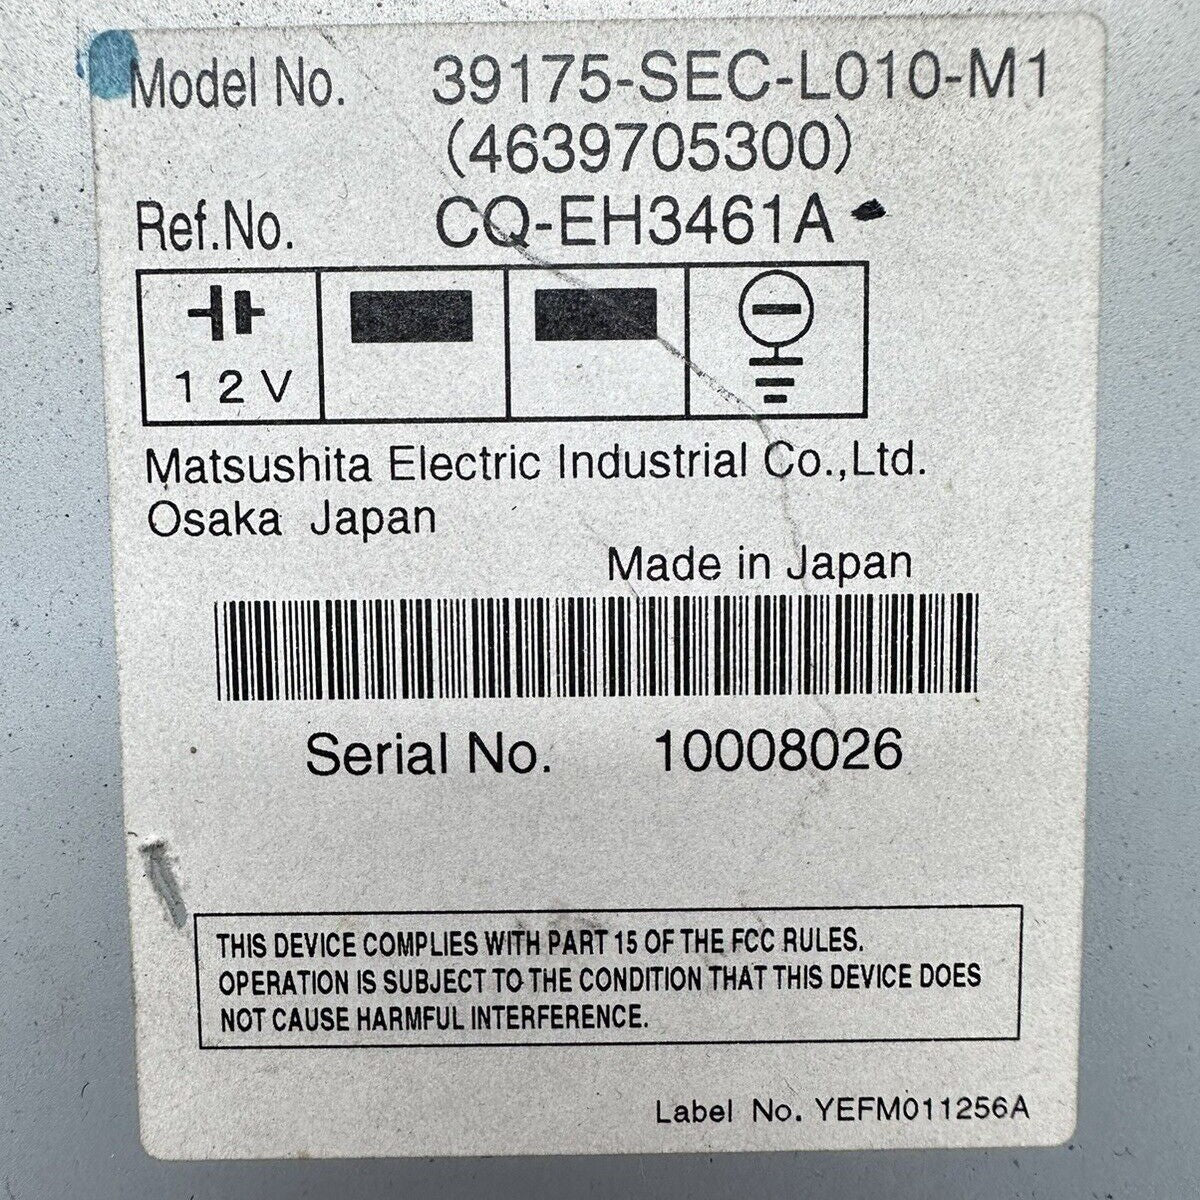 Model No. 39175-SEC-L010-M1
(4639705300)
Ref.No. CQ-EH3461A
12V
Matsushita Electric Industrial Co.,Ltd.
Osaka Japan
Made in Japan
Serial No. 10008026
THIS DEVICE COMPLIES WITH PART 15 OF THE FCC RULES.
OPERATION IS SUBJECT TO THE CONDITION THAT THIS DEVICE DOES
NOT CAUSE HARMFUL INTERFERENCE.
Label No. YEFM011256A